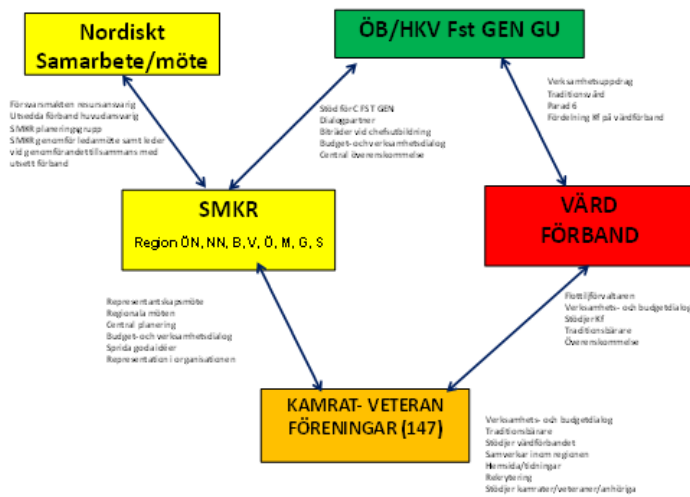 Nordiskt
Samarbete/möte
ÖB/HKV Fst GEN GU
Försvarsmakten resursansvarig
Utsedda förband huvudansvarig
SMKR planeringsgrupp
SMKR genomför ledarmöte samt leder
vid genomförandet tillsammans med
utsett förband
Stöd för C FST GEN
Dialogpartner
Biträder vid chefsutbildning
Budget- och verksamhetsdialog
Central överenskommelse
Verksamhetsuppdrag
Traditionsvård
Parad 6
Fördelning Kf på värdförband
SMKR
Region ÖN, NN, B, V, Ö, M, G, S
VÄRD
FÖRBAND
Representantskapsmöte
Regionala möten
Central planering
Budget- och verksamhetsdialog
Sprida goda idéer
Representation i organisationen
Flottiljförvaltaren
Verksamhets- och budgetdialog
Stödjer Kf
Traditionsbärare
Överenskommelse
KAMRAT- VETERAN
FÖRENINGAR (147)
Verksamhets- och budgetdialog
Traditionsbärare
Stödjer värdförbandet
Samverkar inom regionen
Hemsida/tidningar
Rekrytering
Stödjer kamrater/veteraner/anhöriga